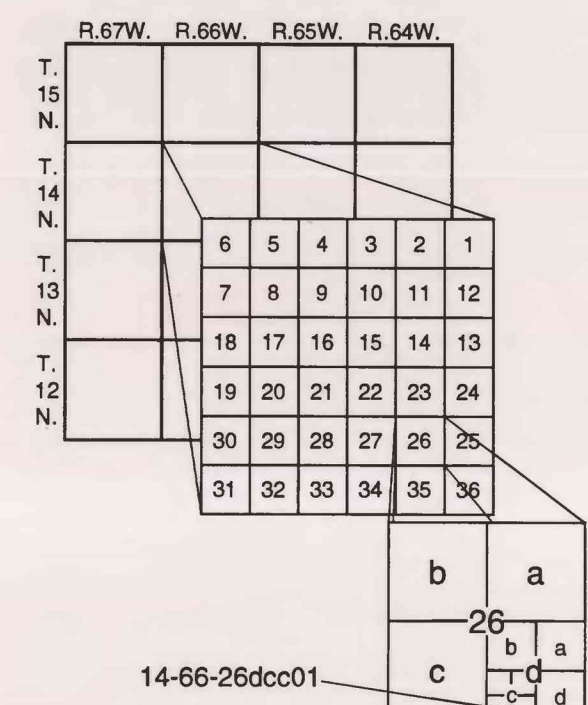 R.67W. R.66W. R.65W. R.64W.
T.
15
N.
T.
14
N.
T.
13
N.
T.
12
N.
6 5 4 3 2 1
7 8 9 10 11 12
18 17 16 15 14 13
19 20 21 22 23 24
30 29 28 27 26 25
31 32 33 34 35 36
b a
26
b a
c d
c d
14-66-26dcc01